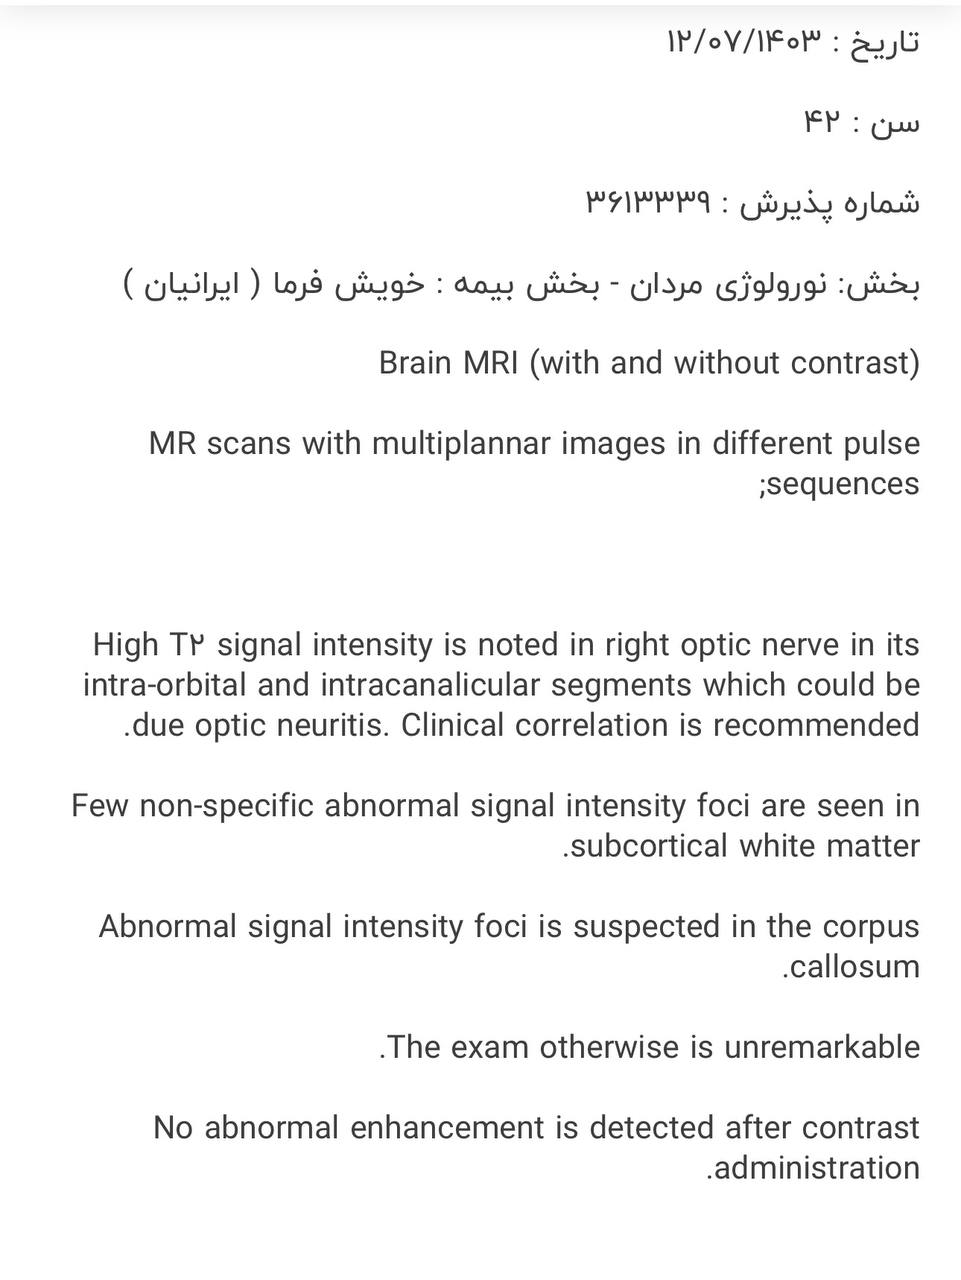 تاریخ : ۱۲/۰۷/۱۴۰۳
سن : ۴۲
شماره پذیرش : ۳۶۱۳۳۳۹
بخش: نورولوژی مردان - بخش بیمه : خویش فرما ( ایرانیان )
Brain MRI (with and without contrast)
MR scans with multiplannar images in different pulse
;sequences
High T۲ signal intensity is noted in right optic nerve in its
intra-orbital and intracanalicular segments which could be
.due optic neuritis. Clinical correlation is recommended
Few non-specific abnormal signal intensity foci are seen in
.subcortical white matter
Abnormal signal intensity foci is suspected in the corpus
.callosum
.The exam otherwise is unremarkable
No abnormal enhancement is detected after contrast
.administration